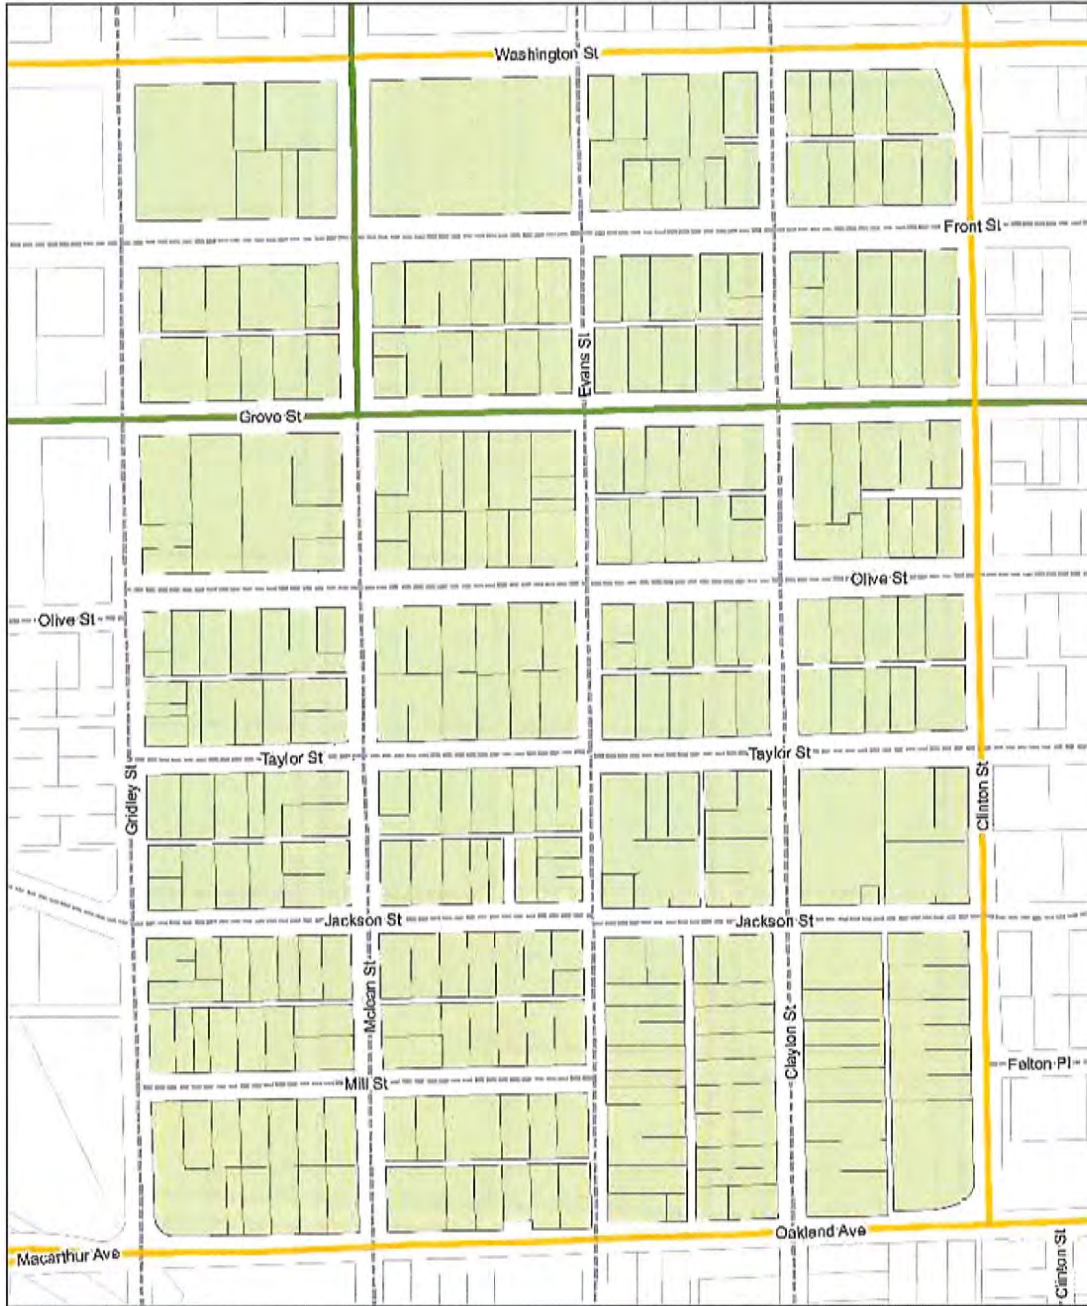 Washington St
Front St
Evans St
Grove St
Olive St
Olive St
Taylor St
Taylor St
Gridley St
Clinton St
Jackson St
Jackson St
Mclean St
Clayton St
Mill St
Felton Pl
Oakland Ave
Macarthur Ave
Clinton St